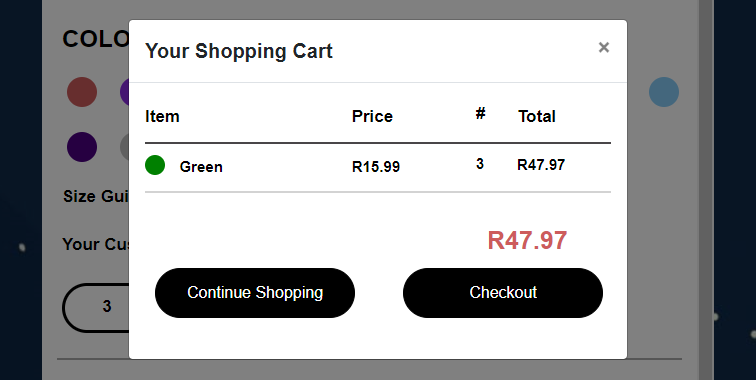 COLO
Your Shopping Cart ×
Item Price # Total
Green R15.99 3 R47.97
Size Gui
Your Cus
R47.97
Continue Shopping Checkout
3